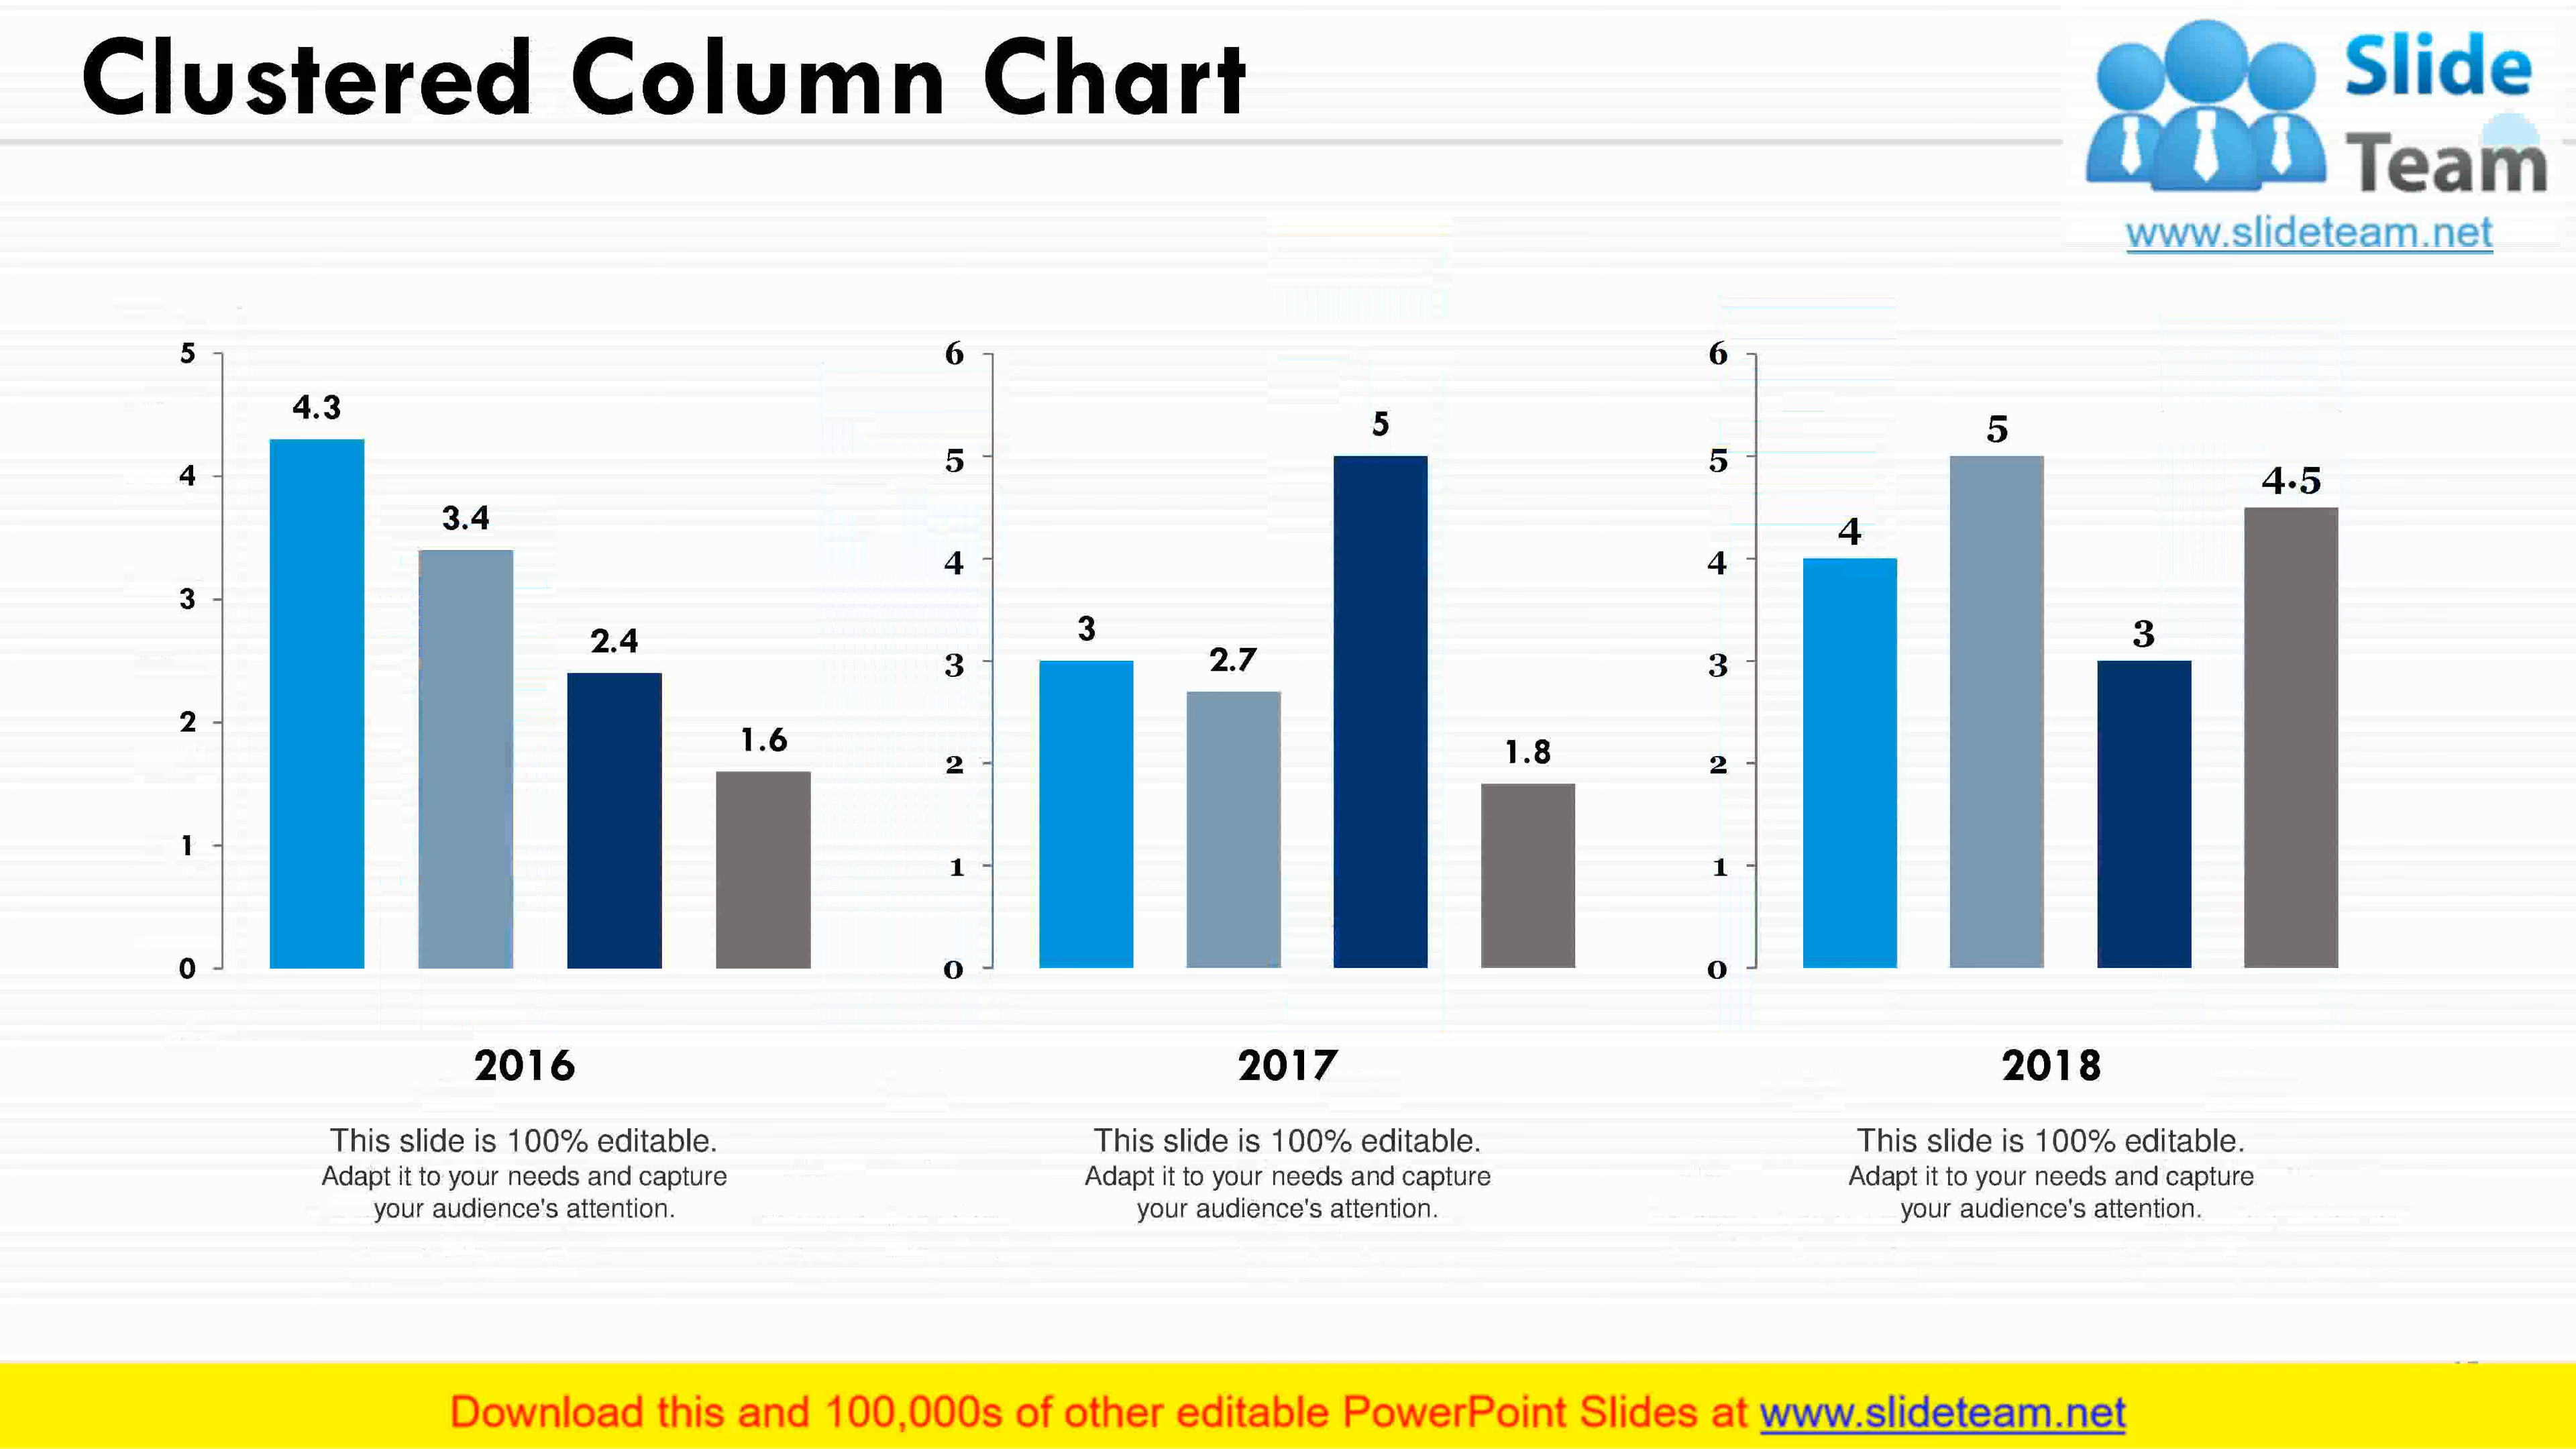 Clustered Column Chart
Slide
Team
www.slideteam.net
5
4
3
2
1
0
4.3
3.4
2.4
1.6
2016
This slide is 100% editable.
Adapt it to your needs and capture
your audience's attention.
6
5
4
3
2
1
0
3
2.7
5
1.8
2017
This slide is 100% editable.
Adapt it to your needs and capture
your audience's attention.
6
5
4
3
2
1
0
4
5
3
4.5
2018
This slide is 100% editable.
Adapt it to your needs and capture
your audience's attention.
Download this and 100,000s of other editable PowerPoint Slides at www.slideteam.net